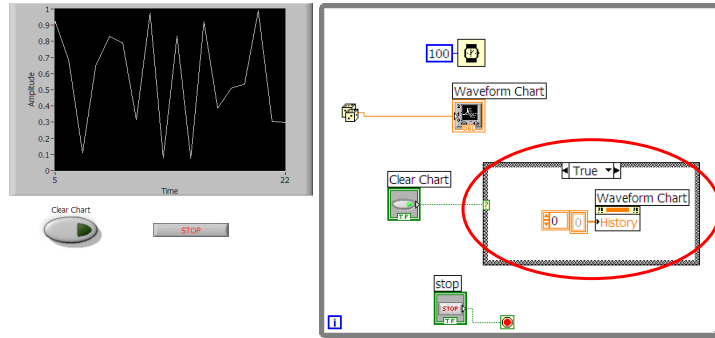 1
0.9
0.8
0.7
0.6
0.5
0.4
0.3
0.2
0.1
0
Amplitude
5
22
Time
Clear Chart
STOP
100
Waveform Chart
DBL
Clear Chart
TF
?
True
Waveform Chart
0
0
History
stop
STOP
TF
i